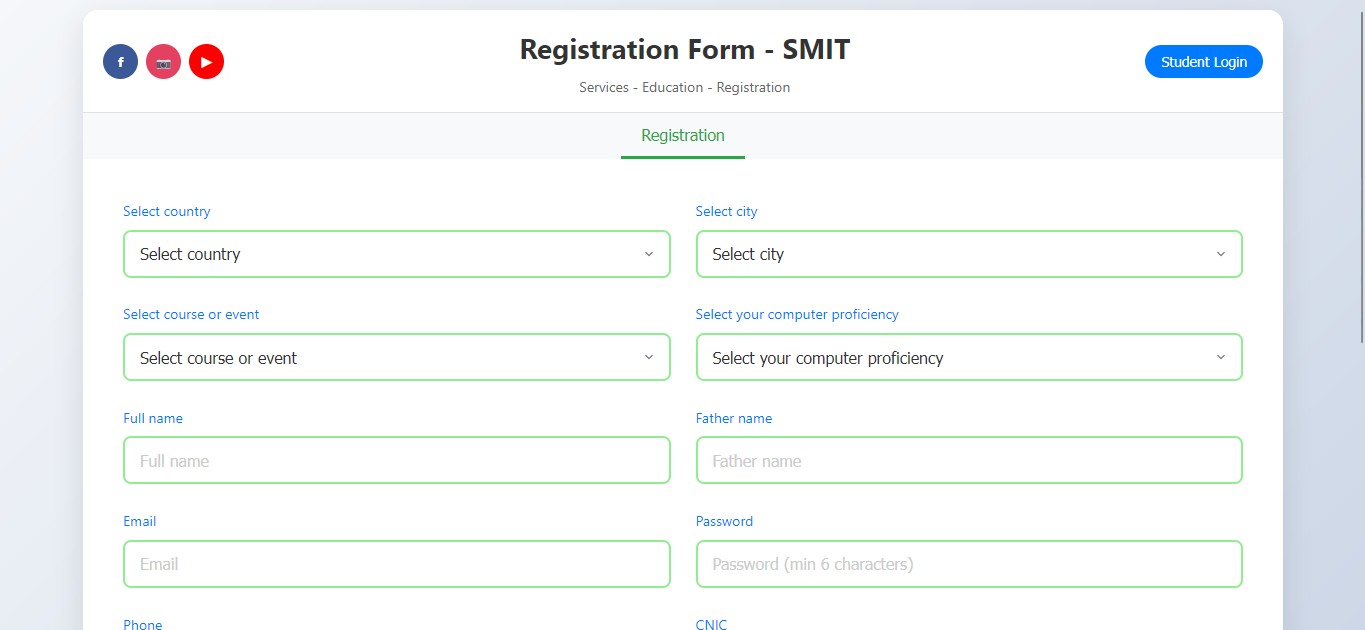 f
Registration Form - SMIT
Student Login
Services - Education - Registration
Registration
Select country
Select city
Select country
Select city
Select course or event
Select your computer proficiency
Select course or event
Select your computer proficiency
Full name
Father name
Full name
Father name
Email
Password
Email
Password (min 6 characters)
Phone
CNIC